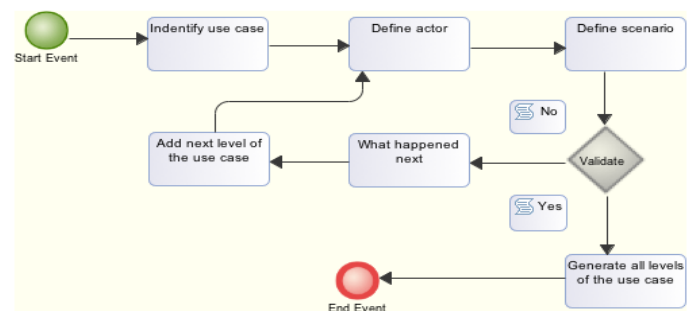 Start Event
Indentify use case
Define actor
Define scenario
No
Validate
What happened
next
Add next level of
the use case
Yes
Generate all levels
of the use case
End Event